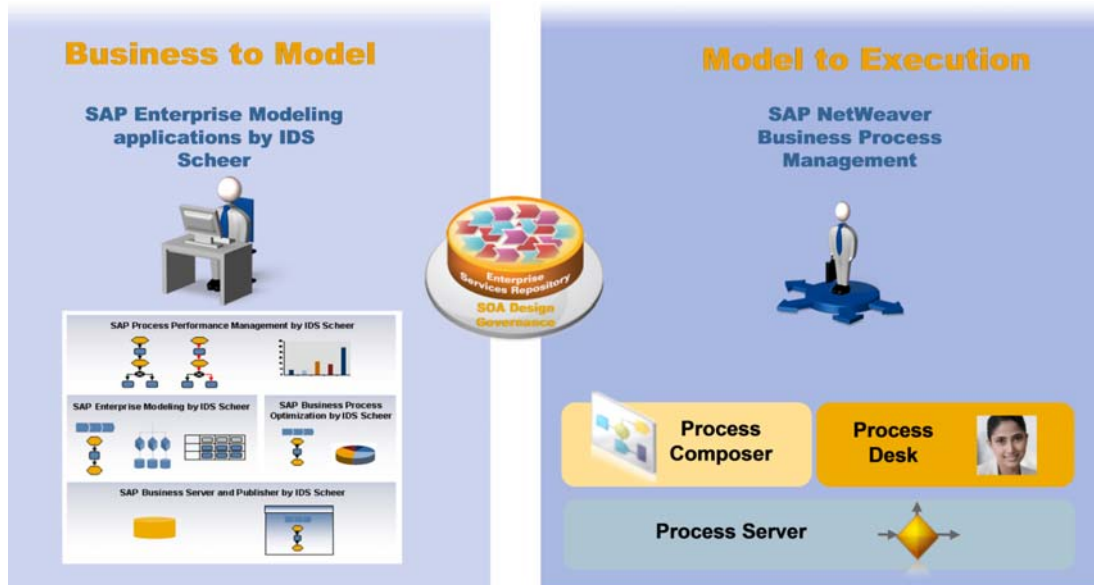 Business to Model
SAP Enterprise Modeling
applications by IDS
Scheer
SAP Process Performance Management by IDS Scheer
SAP Enterprise Modeling by IDS Scheer
SAP Business Process
Optimization by IDS Scheer
SAP Business Server and Publisher by IDS Scheer
Enterprise
Services Repository
SOA Design
Governance
Model to Execution
SAP NetWeaver
Business Process
Management
Process
Composer
Process
Desk
Process Server